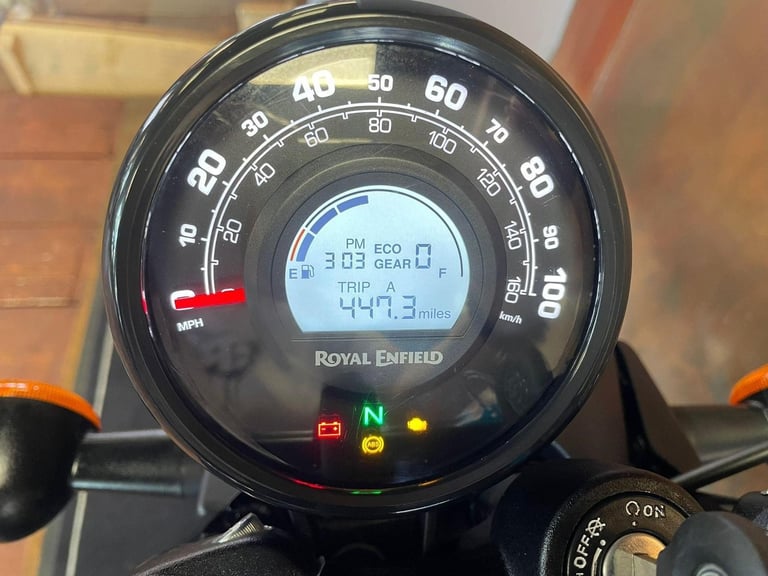 0 10 20 30 40 50 60 70 80 90 100
20 40 60 80 100 120 140 160
MPH
km/h
PM ECO
3 03 GEAR 0
E F
TRIP A
447.3 miles
ROYAL ENFIELD
N
ABS
OFF ON